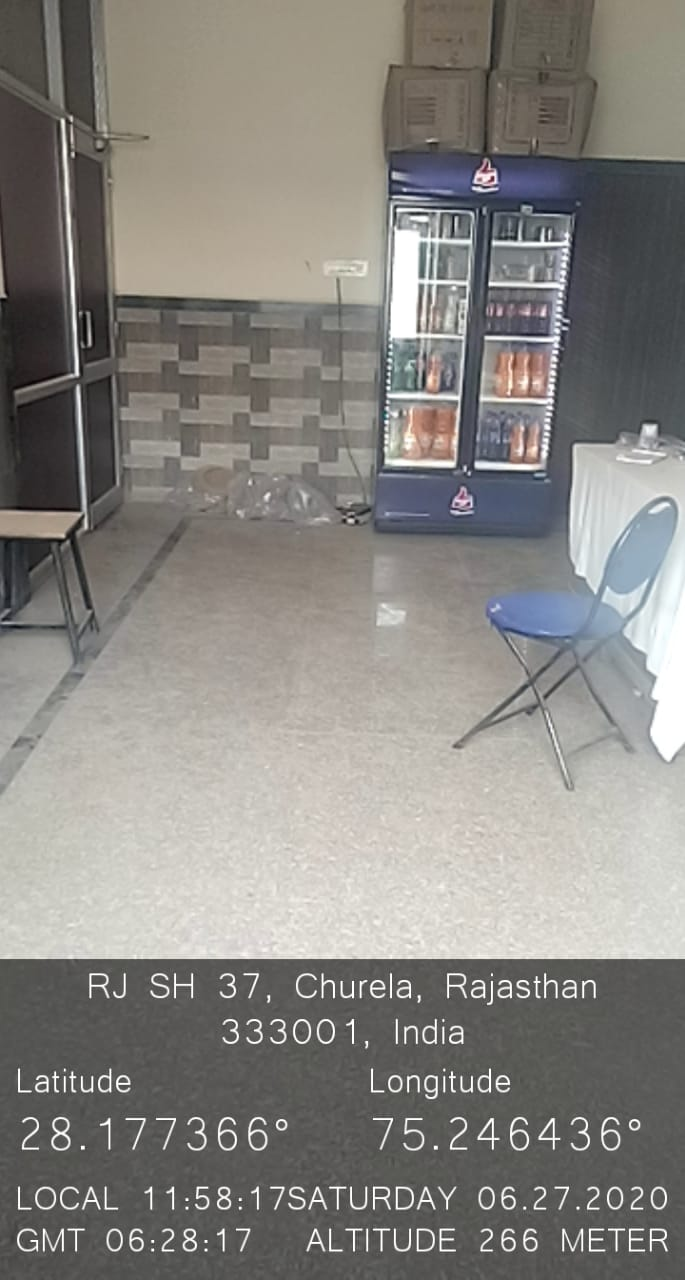 RJ SH 37, Churela, Rajasthan
333001, India
Latitude Longitude
28.177366° 75.246436°
LOCAL 11:58:17SATURDAY 06.27.2020
GMT 06:28:17 ALTITUDE 266 METER